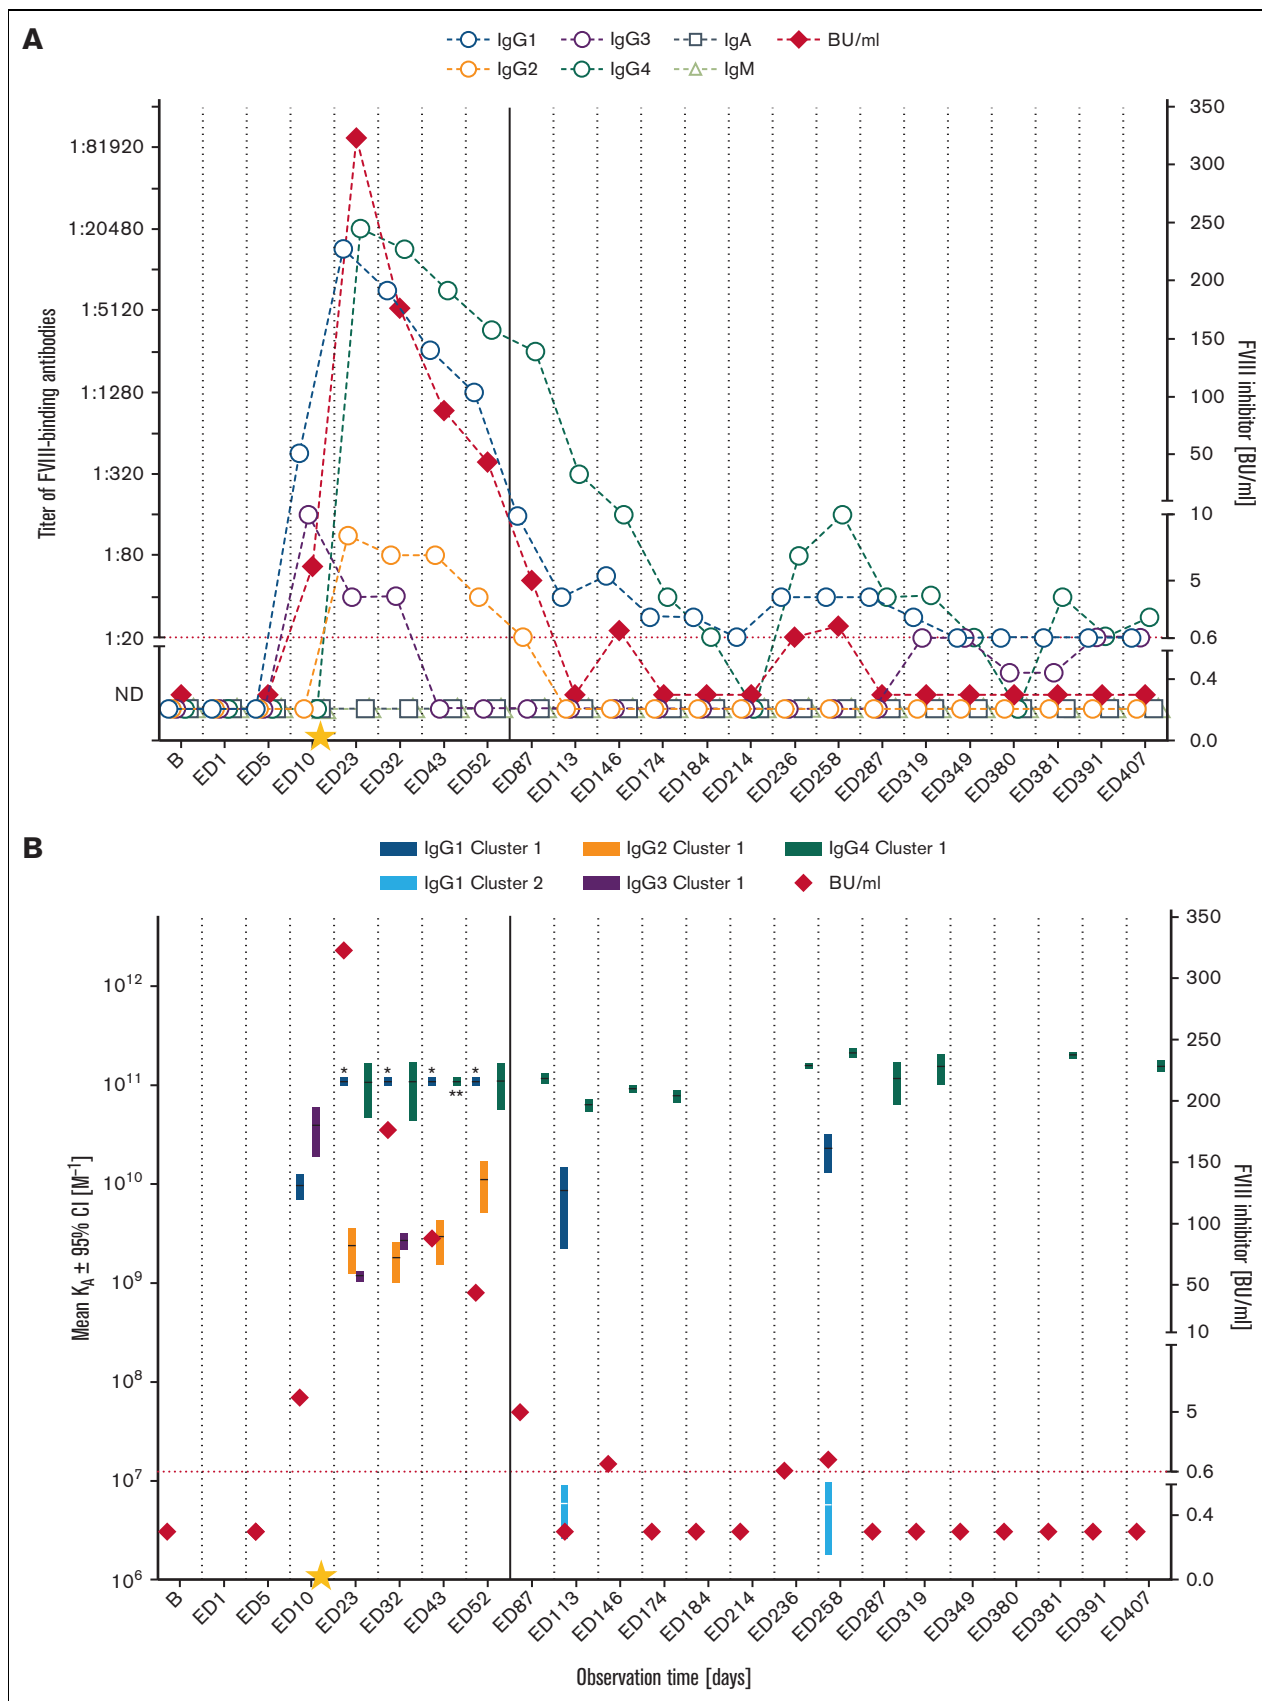 A
IgG1 IgG3 IgA BU/ml
IgG2 IgG4 IgM
Titer of FVIII-binding antibodies
1:81920
1:20480
1:5120
1:1280
1:320
1:80
1:20
ND
350
300
250
200
150
100
50
10
5
0.6
0.4
0.0
FVIII inhibitor [BU/ml]
B ED1 ED5 ED10 ED23 ED32 ED43 ED52 ED87 ED113 ED146 ED174 ED184 ED214 ED236 ED258 ED287 ED319 ED349 ED380 ED381 ED391 ED407
B
IgG1 Cluster 1 IgG2 Cluster 1 IgG4 Cluster 1
IgG1 Cluster 2 IgG3 Cluster 1 BU/ml
Mean K_A ± 95% CI [M⁻¹]
10¹²
10¹¹
10¹⁰
10⁹
10⁸
10⁷
10⁶
* * * *
**
350
300
250
200
150
100
50
10
5
0.6
0.4
0.0
FVIII inhibitor [BU/ml]
B ED1 ED5 ED10 ED23 ED32 ED43 ED52 ED87 ED113 ED146 ED174 ED184 ED214 ED236 ED258 ED287 ED319 ED349 ED380 ED381 ED391 ED407
Observation time [days]